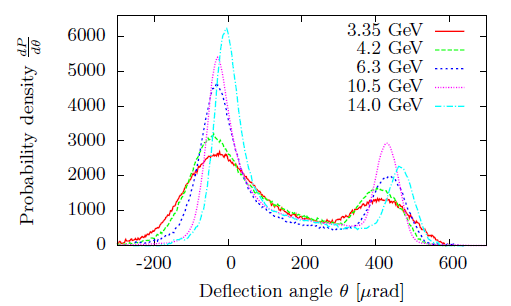 Probability density dP/dθ
6000
5000
4000
3000
2000
1000
0
3.35 GeV
4.2 GeV
6.3 GeV
10.5 GeV
14.0 GeV
-200 0 200 400 600
Deflection angle θ [μrad]